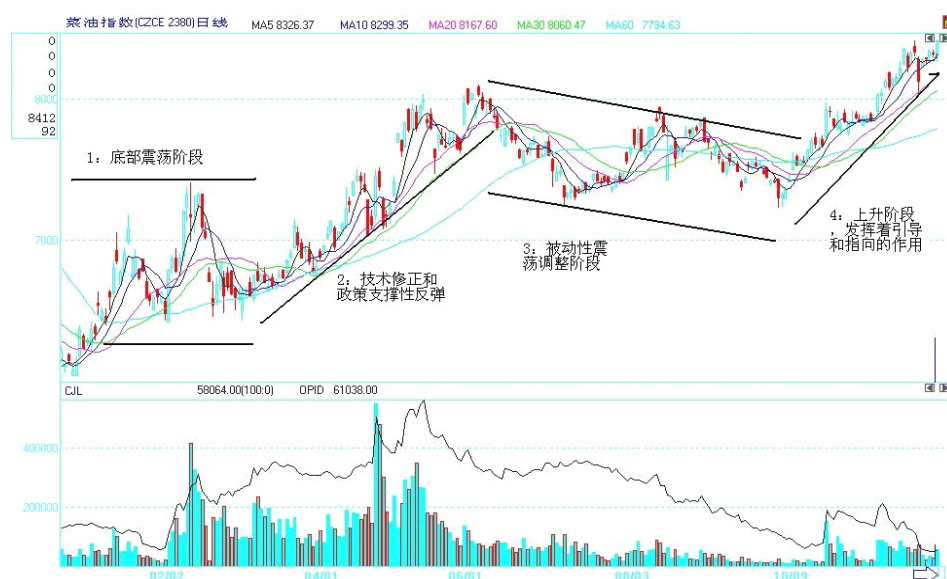 菜油指数(CZCE 2380)日线 MA5 8326.37 MA10 8299.35 MA20 8167.60 MA30 8060.47 MA60 7794.63
0
0
0
0
8000
8412
92
1：底部震荡阶段
7000
2：技术修正和
政策支撑性反弹
3：被动性震
荡调整阶段
4：上升阶段
，发挥着引导
和指向的作用
CJL 58064.00(100:0) OPID 61038.00
400000
200000
02/02 04/01 06/01 08/03 10/09